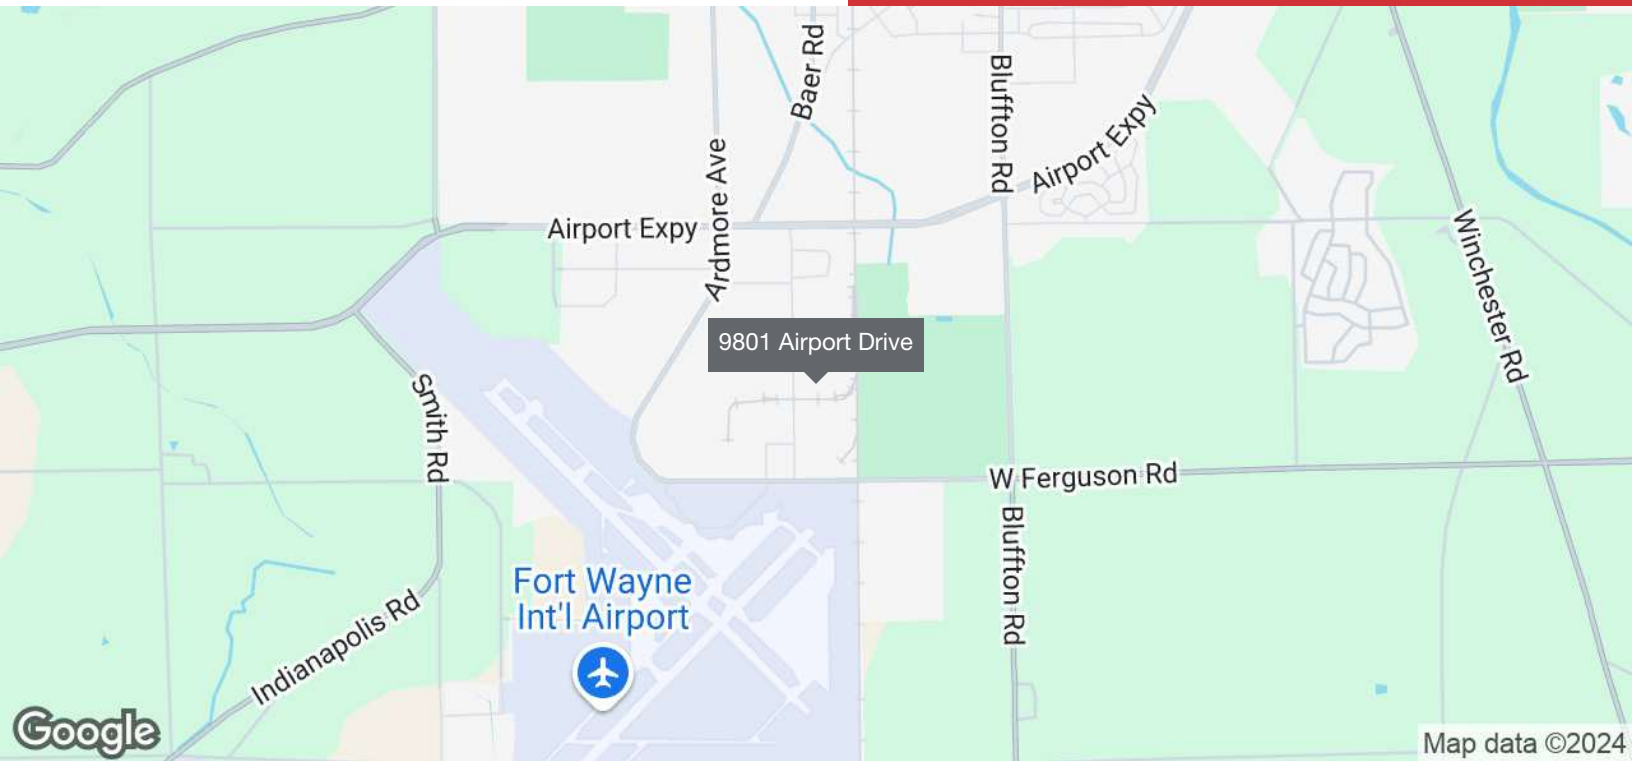 Baer Rd
Bluffton Rd
Airport Expy
Ardmore Ave
Airport Expy
Winchester Rd
9801 Airport Drive
Smith Rd
W Ferguson Rd
Bluffton Rd
Fort Wayne
Int'l Airport
Indianapolis Rd
Google
Map data ©2024